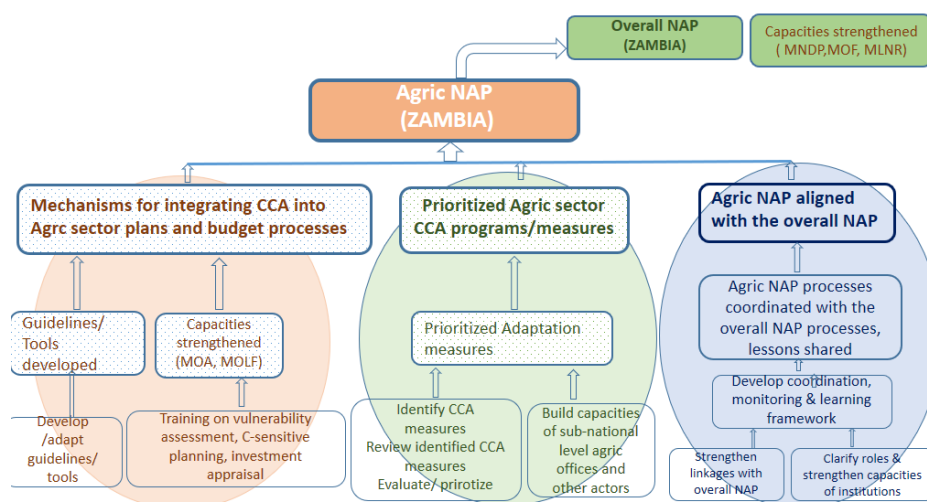 Overall NAP
(ZAMBIA)
Capacities strengthened
( MNDP,MOF, MLNR)
Agric NAP
(ZAMBIA)
Mechanisms for integrating CCA into
Agrc sector plans and budget processes
Prioritized Agric sector
CCA programs/measures
Agric NAP aligned
with the overall NAP
Guidelines/
Tools
developed
Capacities
strengthened
(MOA, MOLF)
Prioritized Adaptation
measures
Agric NAP processes
coordinated with the
overall NAP processes,
lessons shared
Develop coordination,
monitoring & learning
framework
Develop
/adapt
guidelines/
tools
Training on vulnerability
assessment, C-sensitive
planning, investment
appraisal
Identify CCA
measures
Review identified CCA
measures
Evaluate/ prirotize
Build capacities
of sub-national
level agric
offices and
other actors
Strengthen
linkages with
overall NAP
Clarify roles &
strengthen capacities of
institutions